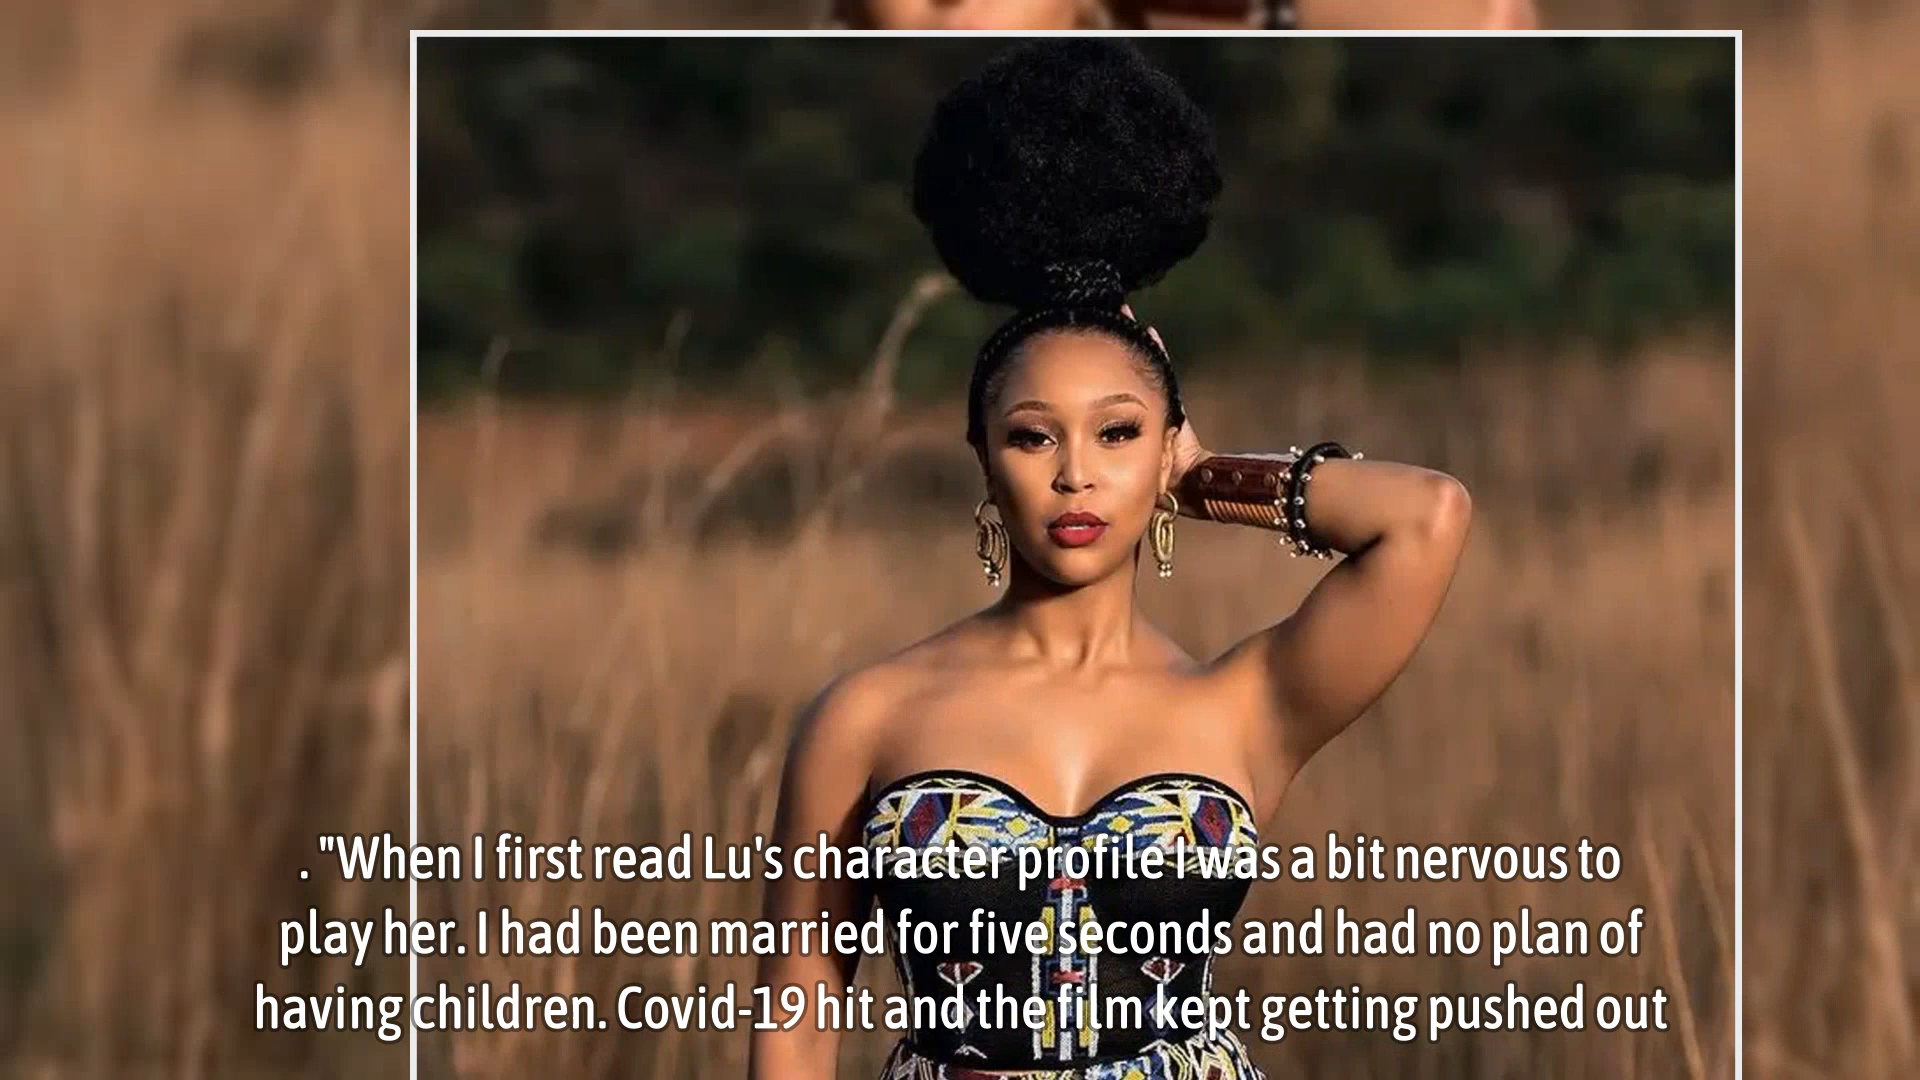 . "When I first read Lu's character profile I was a bit nervous to
play her. I had been married for five seconds and had no plan of
having children. Covid-19 hit and the film kept getting pushed out